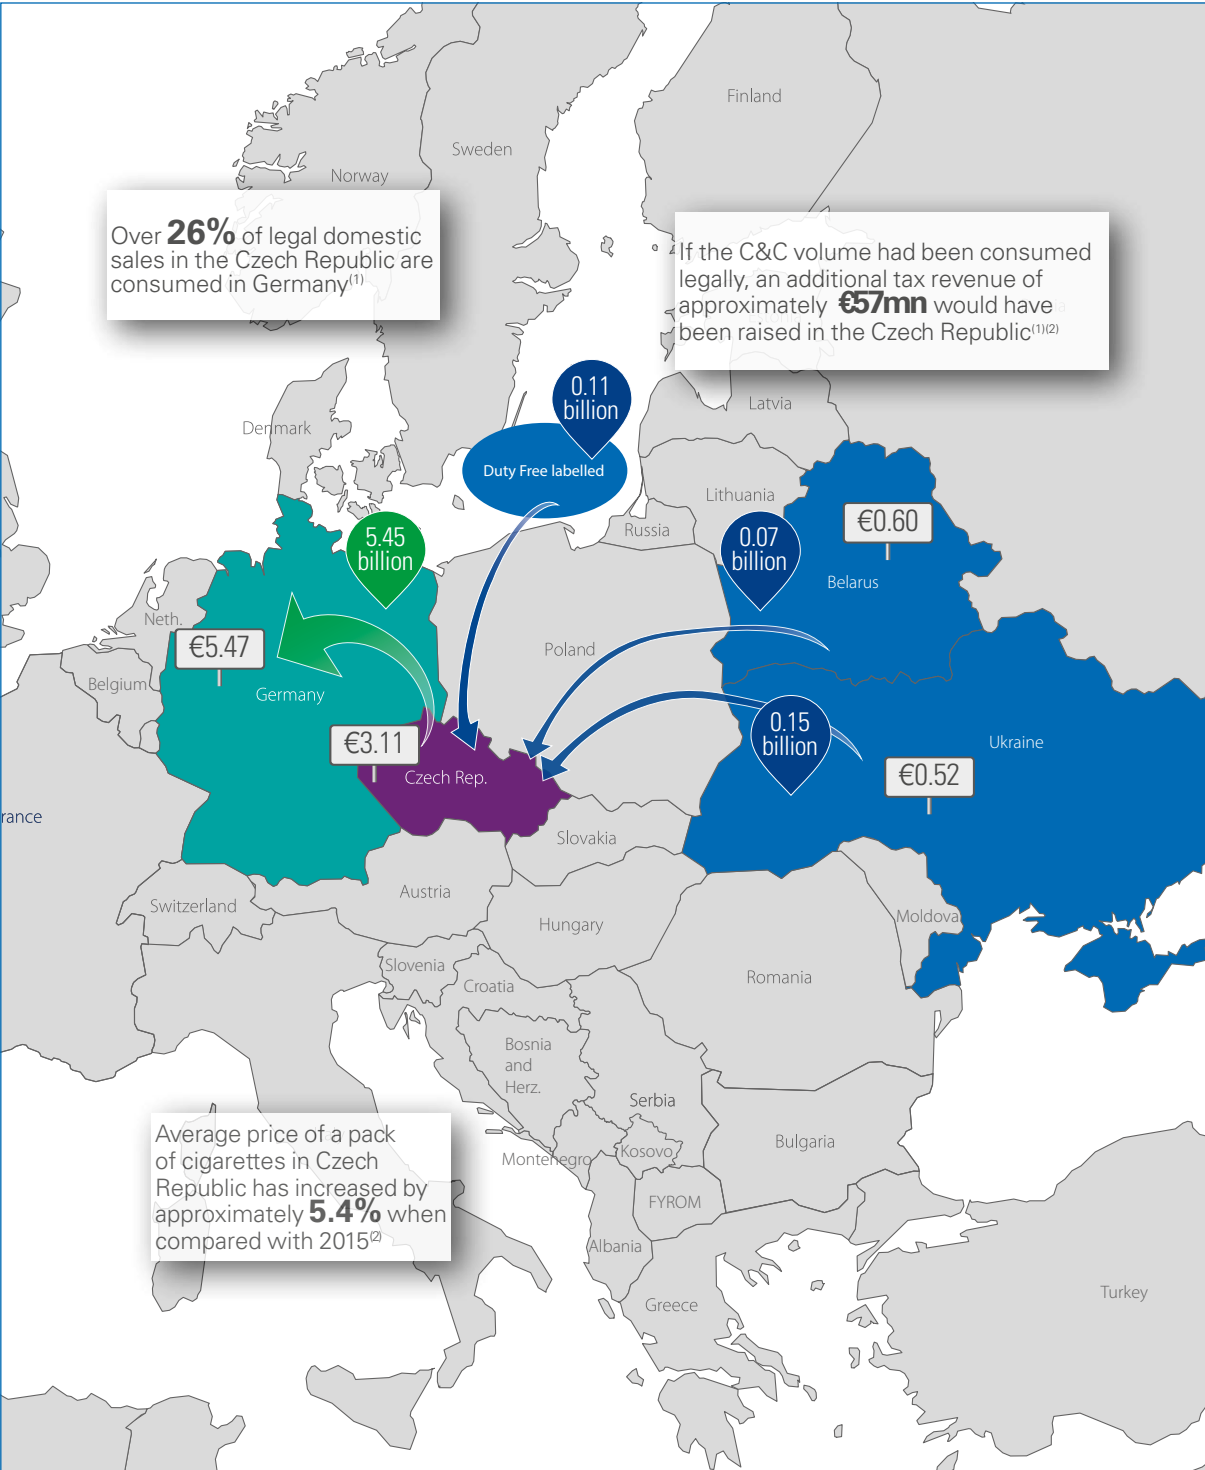 Finland
Sweden
Norway
Over 26% of legal domestic
sales in the Czech Republic are
consumed in Germany(1)
If the C&C volume had been consumed
legally, an additional tax revenue of
approximately €57mn would have
been raised in the Czech Republic(1)(2)
0.11
billion
Latvia
Denmark
Duty Free labelled
Lithuania
Russia
€0.60
5.45
billion
0.07
billion
Belarus
Neth.
€5.47
Poland
Belgium
Germany
0.15
billion
€3.11
Ukraine
Czech Rep.
€0.52
rance
Slovakia
Austria
Switzerland
Hungary
Moldova
Slovenia
Romania
Croatia
Bosnia
and
Herz.
Serbia
Average price of a pack
of cigarettes in Czech
Republic has increased by
approximately 5.4% when
compared with 2015(2)
Bulgaria
Kosovo
Montenegro
FYROM
Albania
Turkey
Greece